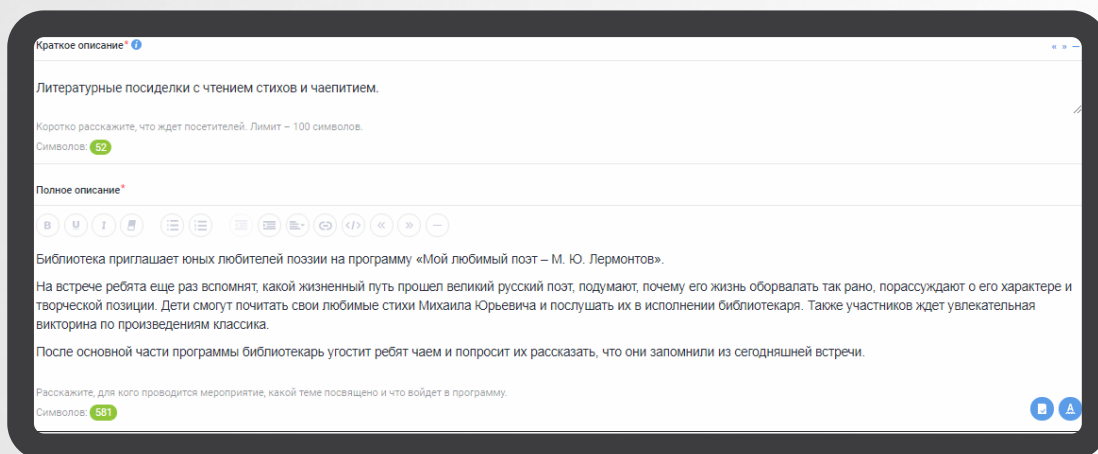 Краткое описание* i « » –
Литературные посиделки с чтением стихов и чаепитием.
Коротко расскажите, что ждет посетителей. Лимит – 100 символов.
Символов: 52
Полное описание*
B U I </> « » –
Библиотека приглашает юных любителей поэзии на программу «Мой любимый поэт – М. Ю. Лермонтов».
На встрече ребята еще раз вспомнят, какой жизненный путь прошел великий русский поэт, подумают, почему его жизнь оборвалать так рано, порассуждают о его характере и
творческой позиции. Дети смогут почитать свои любимые стихи Михаила Юрьевича и послушать их в исполнении библиотекаря. Также участников ждет увлекательная
викторина по произведениям классика.
После основной части программы библиотекарь угостит ребят чаем и попросит их рассказать, что они запомнили из сегодняшней встречи.
Расскажите, для кого проводится мероприятие, какой теме посвящено и что войдет в программу.
Символов: 581
A